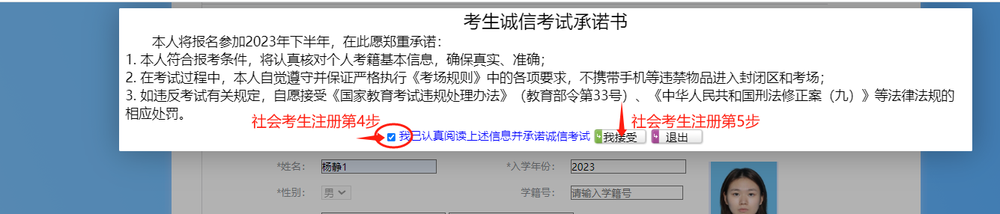 考生诚信考试承诺书
本人将报名参加2023年下半年，在此愿郑重承诺：
1. 本人符合报考条件，将认真核对个人考籍基本信息，确保真实、准确；
2. 在考试过程中，本人自觉遵守并保证严格执行《考场规则》中的各项要求，不携带手机等违禁物品进入封闭区和考场；
3. 如违反考试有关规定，自愿接受《国家教育考试违规处理办法》（教育部令第33号）、《中华人民共和国刑法修正案（九）》等法律法规的
相应处罚。
社会考生注册第4步 社会考生注册第5步
我已认真阅读上述信息并承诺诚信考试 我接受 退出
*姓名： 杨静1 *入学年份： 2023
*性别： 男 学籍号： 请输入学籍号